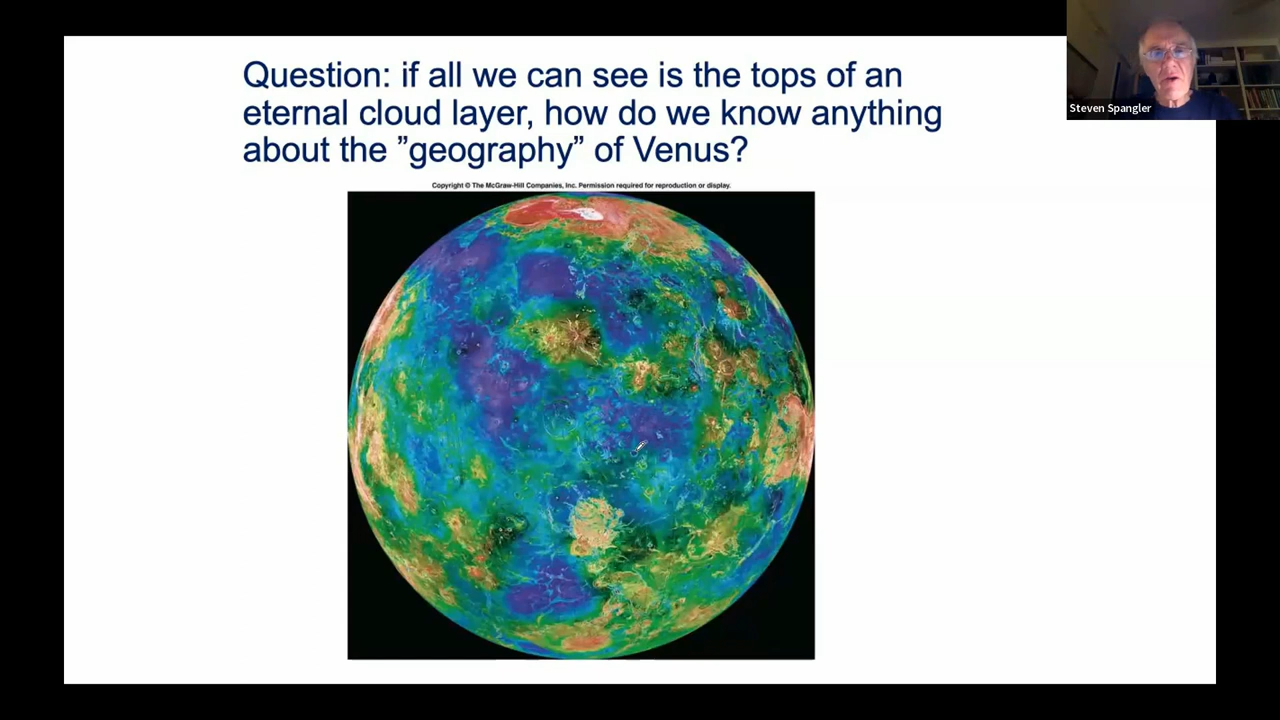 Question: if all we can see is the tops of an
eternal cloud layer, how do we know anything
about the ”geography” of Venus?
Copyright © The McGraw-Hill Companies, Inc. Permission required for reproduction or display.
Steven Spangler